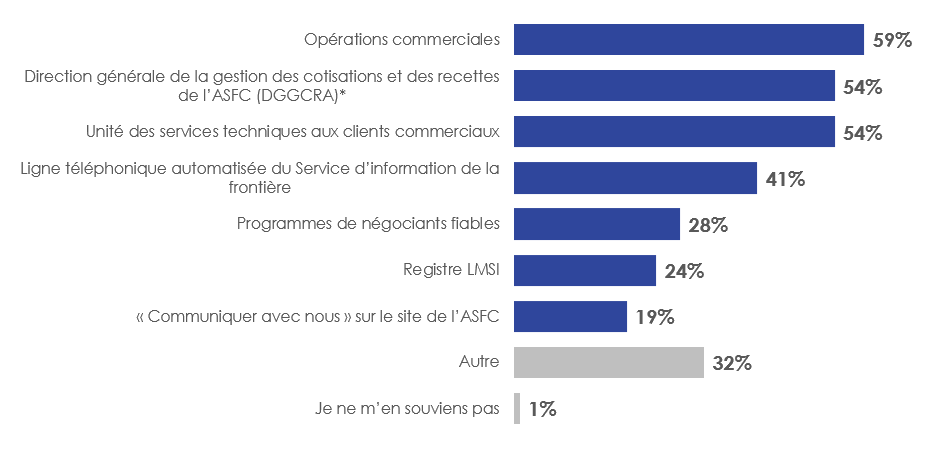 Opérations commerciales 59%
Direction générale de la gestion des cotisations et des recettes
de l’ASFC (DGGCRA)* 54%
Unité des services techniques aux clients commerciaux 54%
Ligne téléphonique automatisée du Service d’information de la
frontière 41%
Programmes de négociants fiables 28%
Registre LMSI 24%
« Communiquer avec nous » sur le site de l’ASFC 19%
Autre 32%
Je ne m’en souviens pas 1%